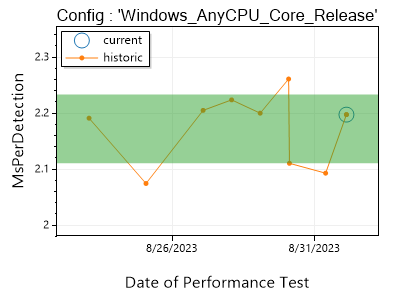 Config : 'Windows_AnyCPU_Core_Release'
current
historic
2.3
2.2
2.1
2
MsPerDetection
8/26/2023
8/31/2023
Date of Performance Test